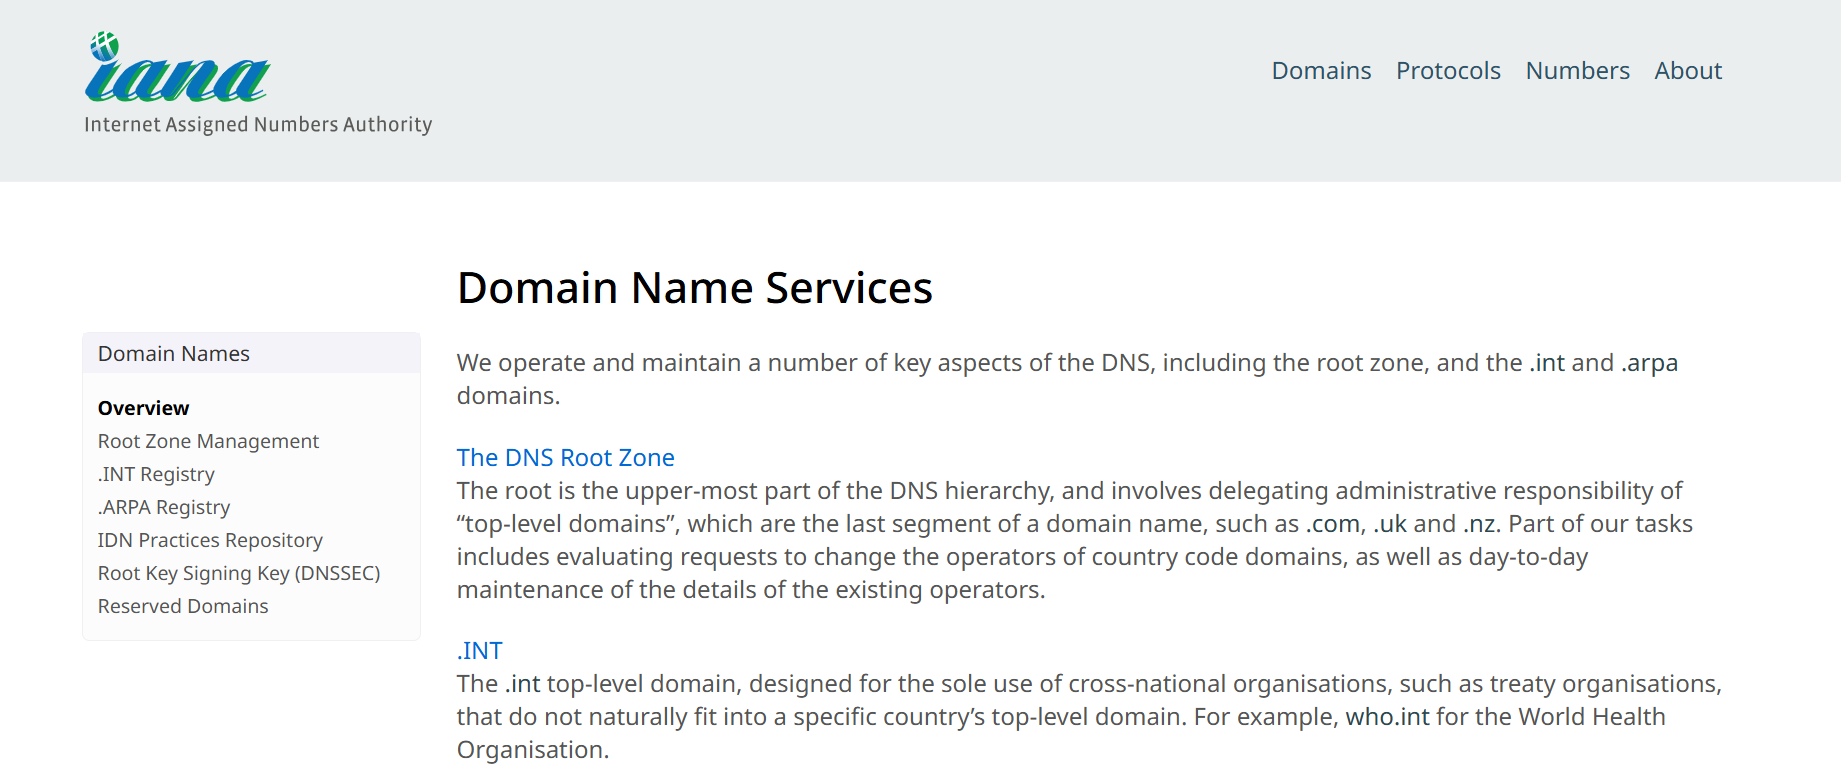 iana
Internet Assigned Numbers Authority
Domains Protocols Numbers About
Domain Names
Overview
Root Zone Management
.INT Registry
.ARPA Registry
IDN Practices Repository
Root Key Signing Key (DNSSEC)
Reserved Domains
Domain Name Services
We operate and maintain a number of key aspects of the DNS, including the root zone, and the .int and .arpa
domains.
The DNS Root Zone
The root is the upper-most part of the DNS hierarchy, and involves delegating administrative responsibility of
“top-level domains”, which are the last segment of a domain name, such as .com, .uk and .nz. Part of our tasks
includes evaluating requests to change the operators of country code domains, as well as day-to-day
maintenance of the details of the existing operators.
.INT
The .int top-level domain, designed for the sole use of cross-national organisations, such as treaty organisations,
that do not naturally fit into a specific country’s top-level domain. For example, who.int for the World Health
Organisation.